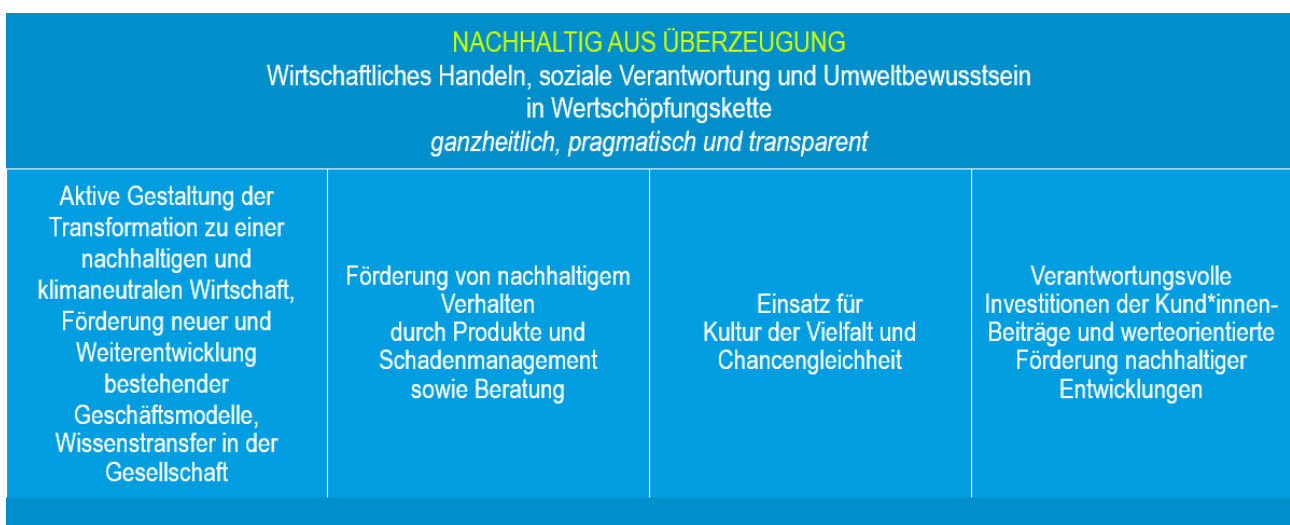 NACHHALTIG AUS ÜBERZEUGUNG
Wirtschaftliches Handeln, soziale Verantwortung und Umweltbewusstsein
in Wertschöpfungskette
ganzheitlich, pragmatisch und transparent
Aktive Gestaltung der
Transformation zu einer
nachhaltigen und
klimaneutralen Wirtschaft,
Förderung neuer und
Weiterentwicklung
bestehender
Geschäftsmodelle,
Wissenstransfer in der
Gesellschaft
Förderung von nachhaltigem
Verhalten
durch Produkte und
Schadenmanagement
sowie Beratung
Einsatz für
Kultur der Vielfalt und
Chancengleichheit
Verantwortungsvolle
Investitionen der Kund*innen-
Beiträge und werteorientierte
Förderung nachhaltiger
Entwicklungen